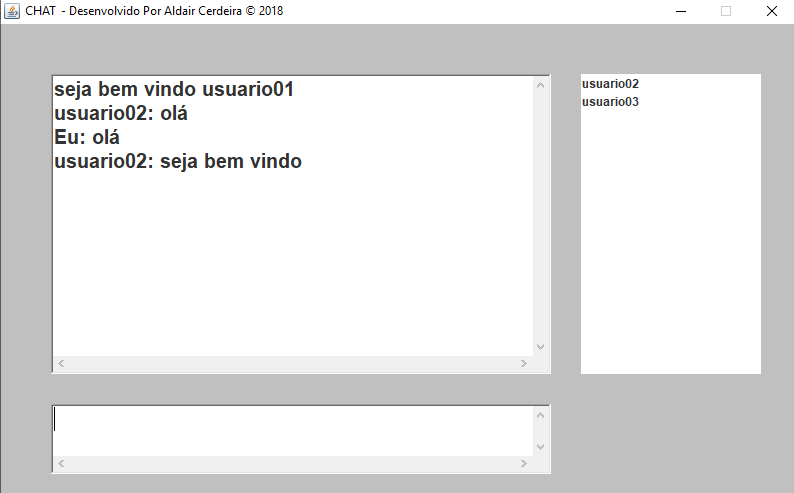 CHAT - Desenvolvido Por Aldair Cerdeira © 2018
seja bem vindo usuario01
usuario02: olá
Eu: olá
usuario02: seja bem vindo
usuario02
usuario03